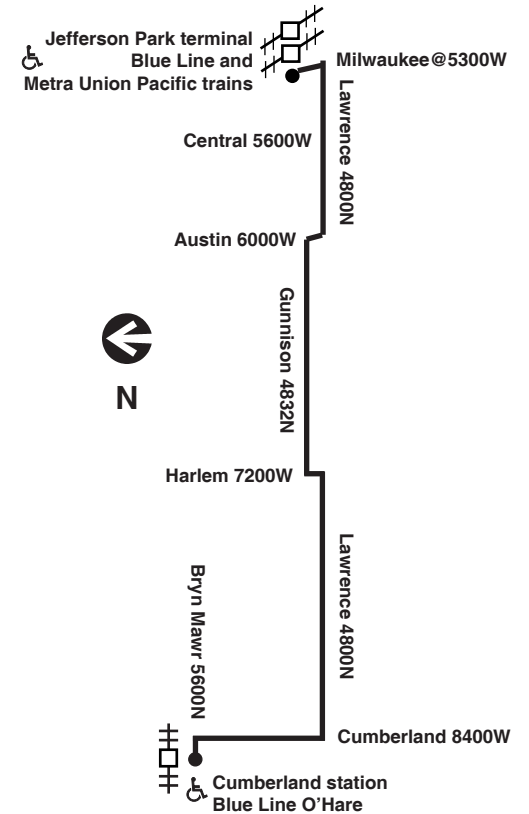 Jefferson Park terminal
Blue Line and
Metra Union Pacific trains
Milwaukee@5300W
Lawrence 4800N
Central 5600W
Austin 6000W
Gunnison 4832N
N
Harlem 7200W
Lawrence 4800N
Bryn Mawr 5600N
Cumberland 8400W
Cumberland station
Blue Line O'Hare